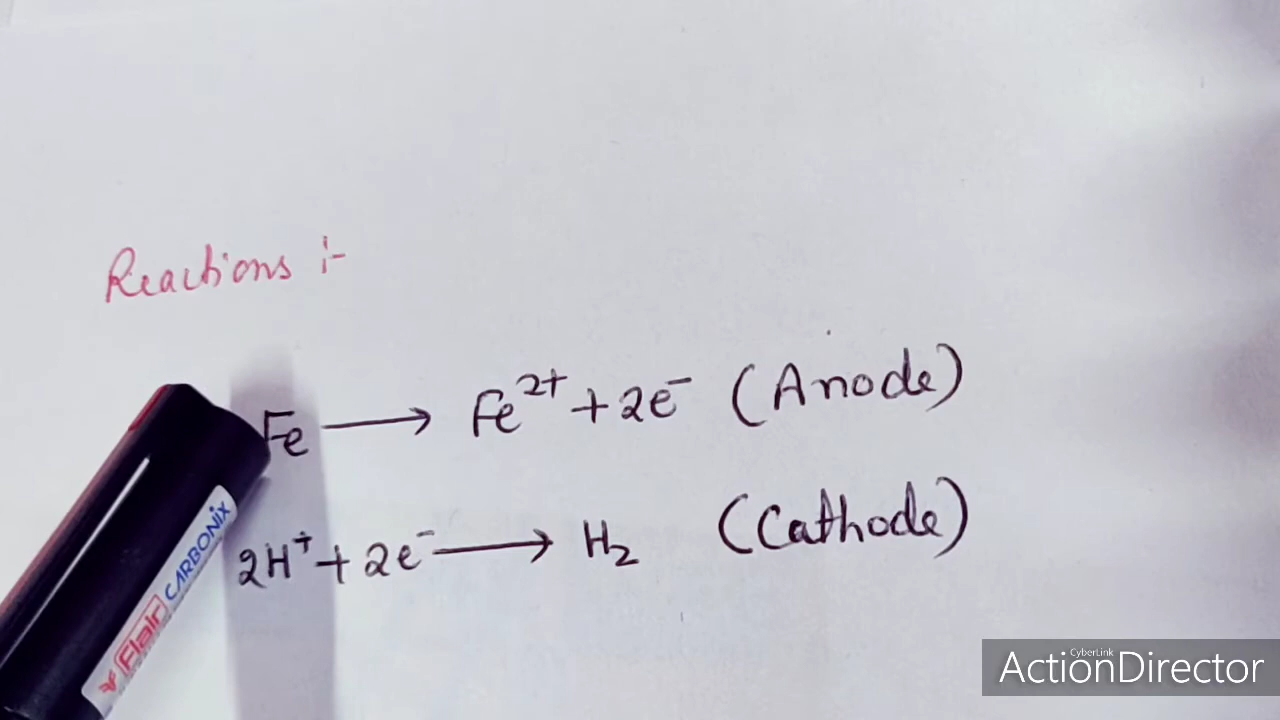 Reactions :-
Fe → Fe²⁺ + 2e⁻ (Anode)
2H⁺ + 2e⁻ → H₂ (Cathode)
Flair CARBONIX
CyberLink
ActionDirector